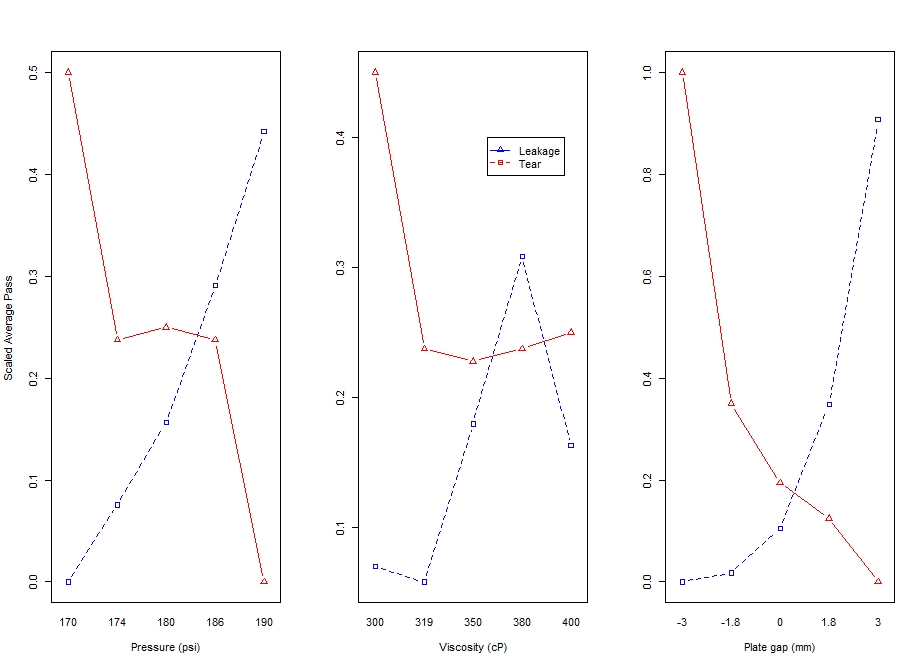 Scaled Average Pass
0.5
0.4
0.3
0.2
0.1
0.0
170 174 180 186 190
Pressure (psi)
0.4
0.3
0.2
0.1
Leakage
Tear
300 319 350 380 400
Viscosity (cP)
1.0
0.8
0.6
0.4
0.2
0.0
-3 -1.8 0 1.8 3
Plate gap (mm)